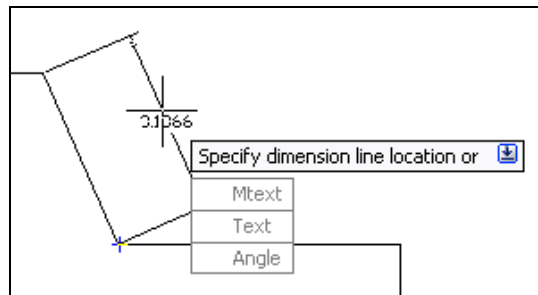 3.1066
Specify dimension line location or
Mtext
Text
Angle